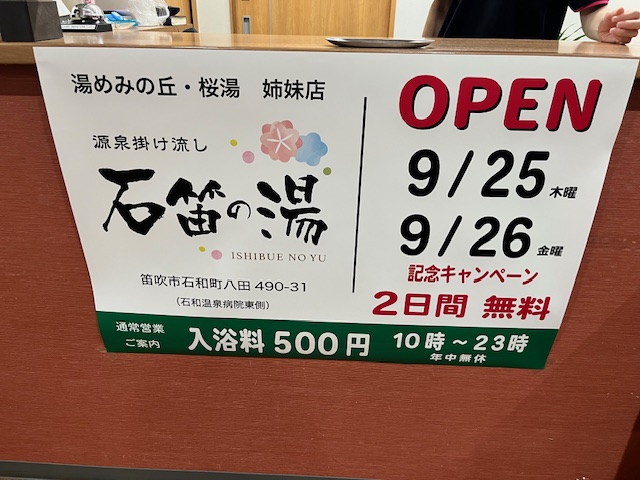 湯めみの丘・桜湯　姉妹店
源泉掛け流し
石笛の湯
ISHIBUE NO YU
笛吹市石和町八田 490-31
（石和温泉病院東側）
OPEN
9/25 木曜
9/26 金曜
記念キャンペーン
2日間 無料
通常営業
ご案内
入浴料 500円
10時～23時
年中無休